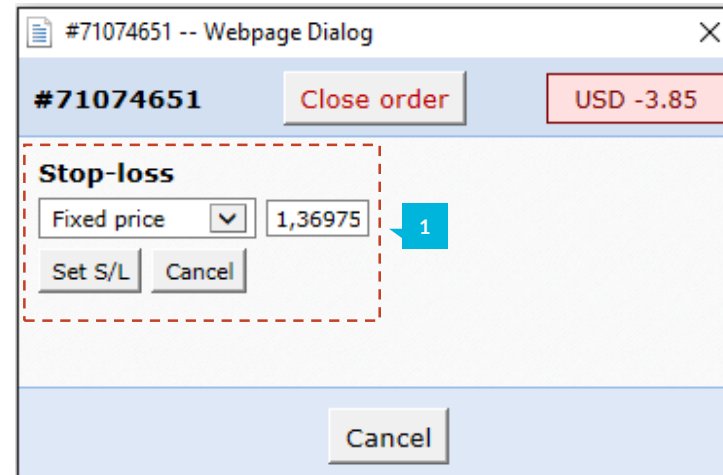 #71074651 -- Webpage Dialog
#71074651 Close order USD -3.85
Stop-loss
Fixed price 1,36975
1
Set S/L Cancel
Cancel